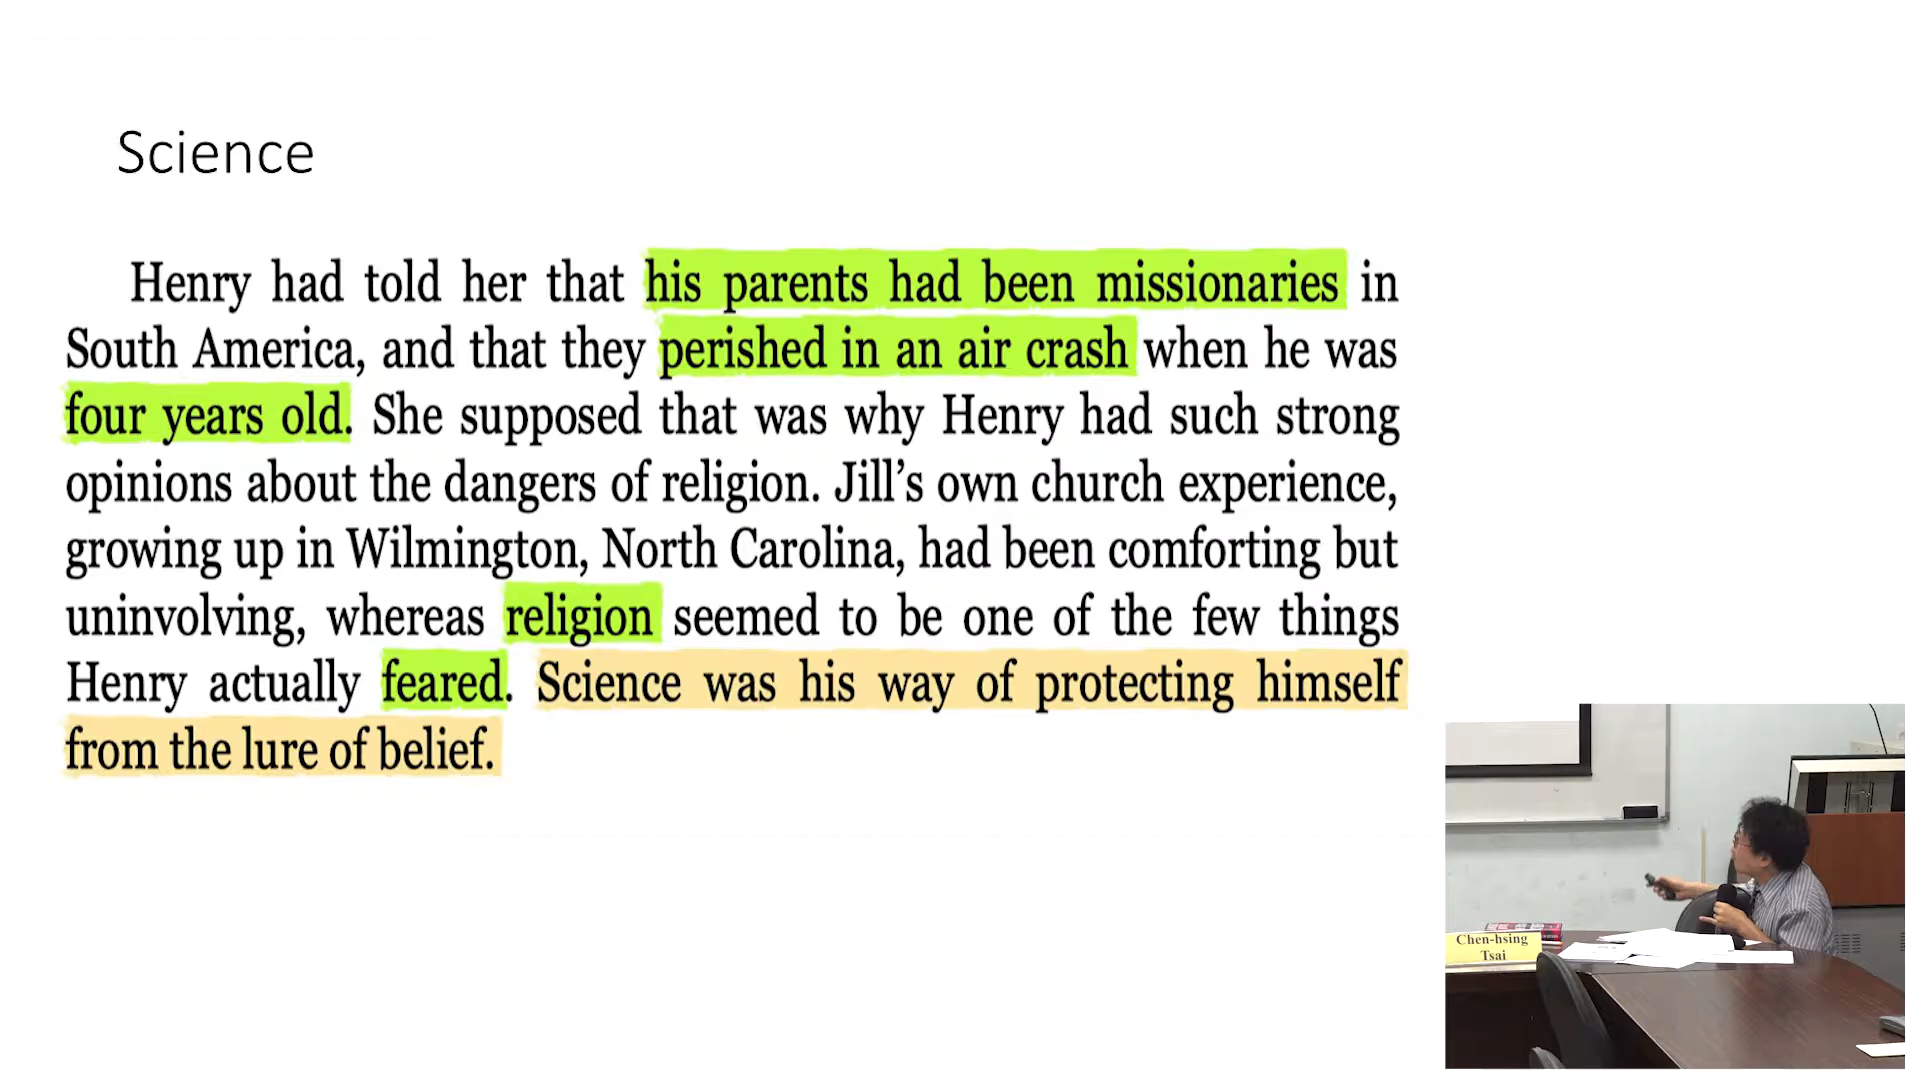 Science
Henry had told her that his parents had been missionaries in
South America, and that they perished in an air crash when he was
four years old. She supposed that was why Henry had such strong
opinions about the dangers of religion. Jill’s own church experience,
growing up in Wilmington, North Carolina, had been comforting but
uninvolving, whereas religion seemed to be one of the few things
Henry actually feared. Science was his way of protecting himself
from the lure of belief.
Chen-hsing
Tsai